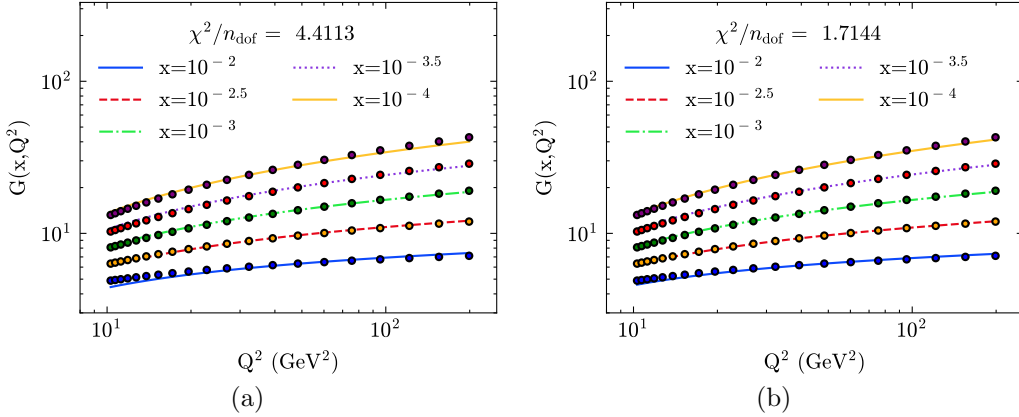 χ²/n_dof = 4.4113
x=10^{-2}
x=10^{-3.5}
x=10^{-2.5}
x=10^{-4}
x=10^{-3}
10²
10¹
G(x,Q²)
10¹
10²
Q² (GeV²)
(a)
χ²/n_dof = 1.7144
x=10^{-2}
x=10^{-3.5}
x=10^{-2.5}
x=10^{-4}
x=10^{-3}
10²
10¹
G(x,Q²)
10¹
10²
Q² (GeV²)
(b)